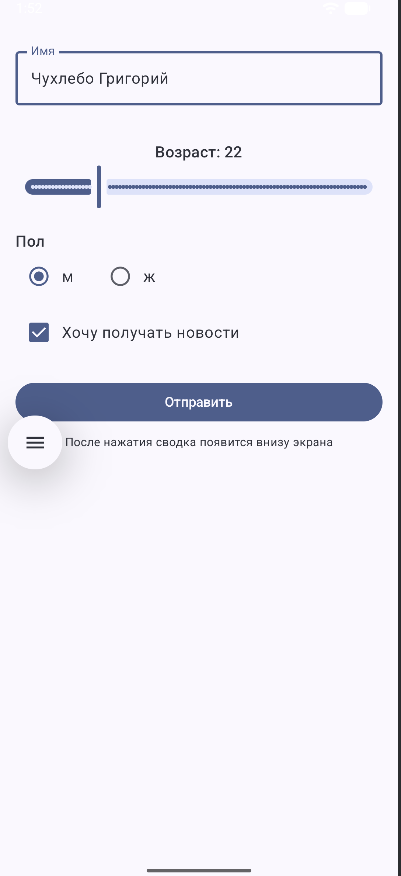 Имя
Чухлебо Григорий
Возраст: 22
Пол
м
ж
Хочу получать новости
Отправить
После нажатия сводка появится внизу экрана